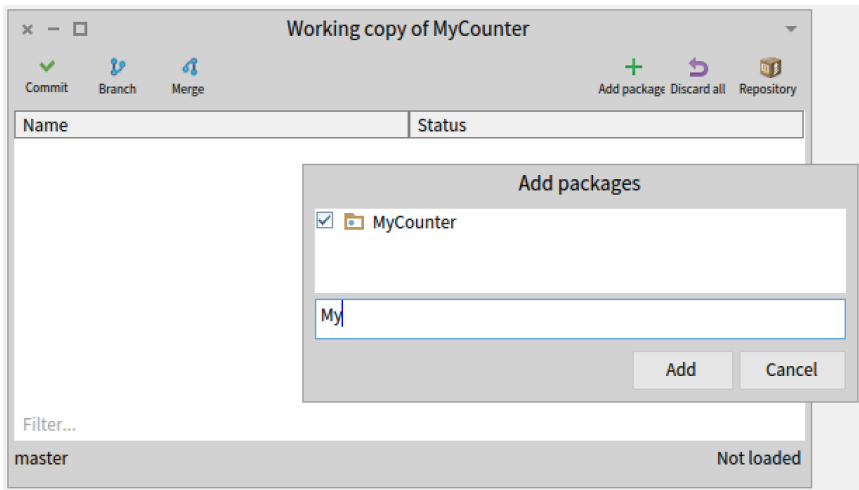 Working copy of MyCounter
Commit Branch Merge Add package Discard all Repository
Name Status
Add packages
MyCounter
My
Add Cancel
Filter...
master Not loaded